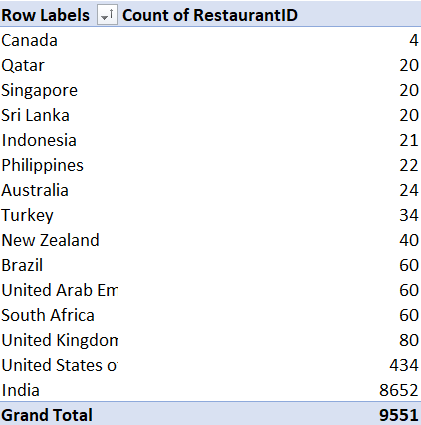 Row Labels Count of RestaurantID
Canada 4
Qatar 20
Singapore 20
Sri Lanka 20
Indonesia 21
Philippines 22
Australia 24
Turkey 34
New Zealand 40
Brazil 60
United Arab Em 60
South Africa 60
United Kingdon 80
United States o 434
India 8652
Grand Total 9551